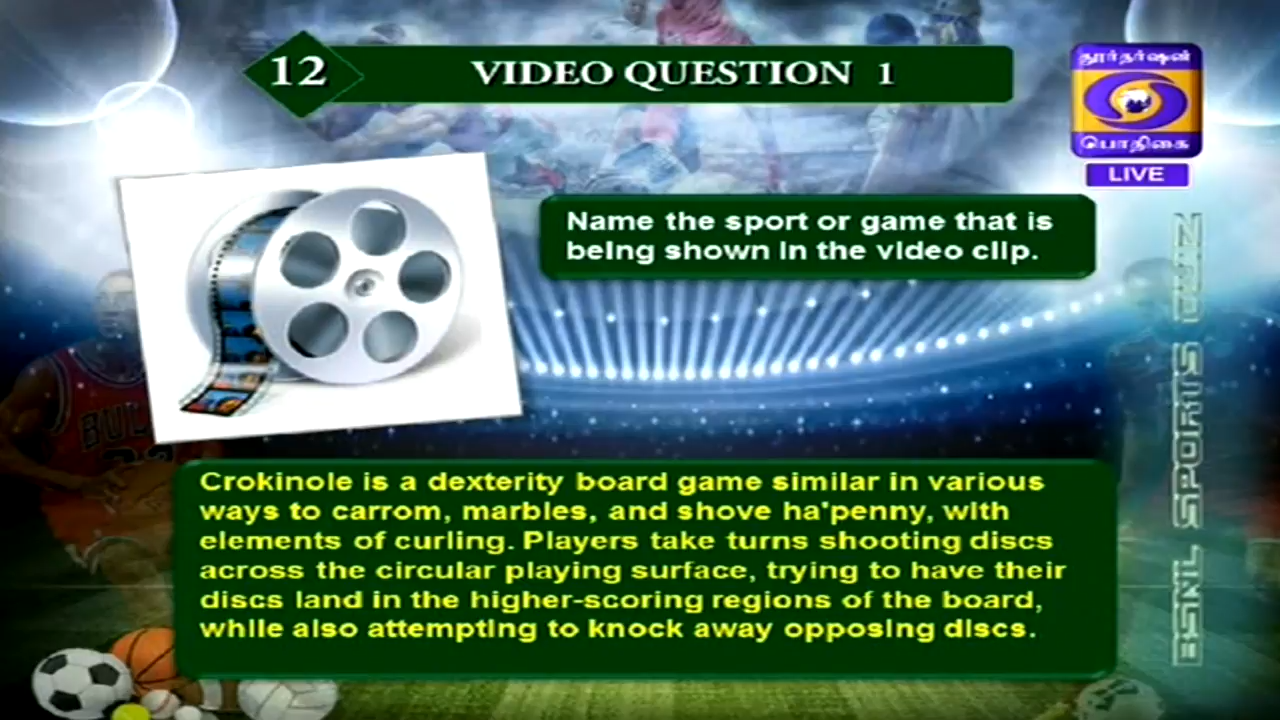 12 VIDEO QUESTION 1
தூர்தர்ஷன்
பொதிகை
LIVE
Name the sport or game that is
being shown in the video clip.
BULL
Crokinole is a dexterity board game similar in various
ways to carrom, marbles, and shove ha'penny, with
elements of curling. Players take turns shooting discs
across the circular playing surface, trying to have their
discs land in the higher-scoring regions of the board,
while also attempting to knock away opposing discs.
BSNL SPORTS QUIZ